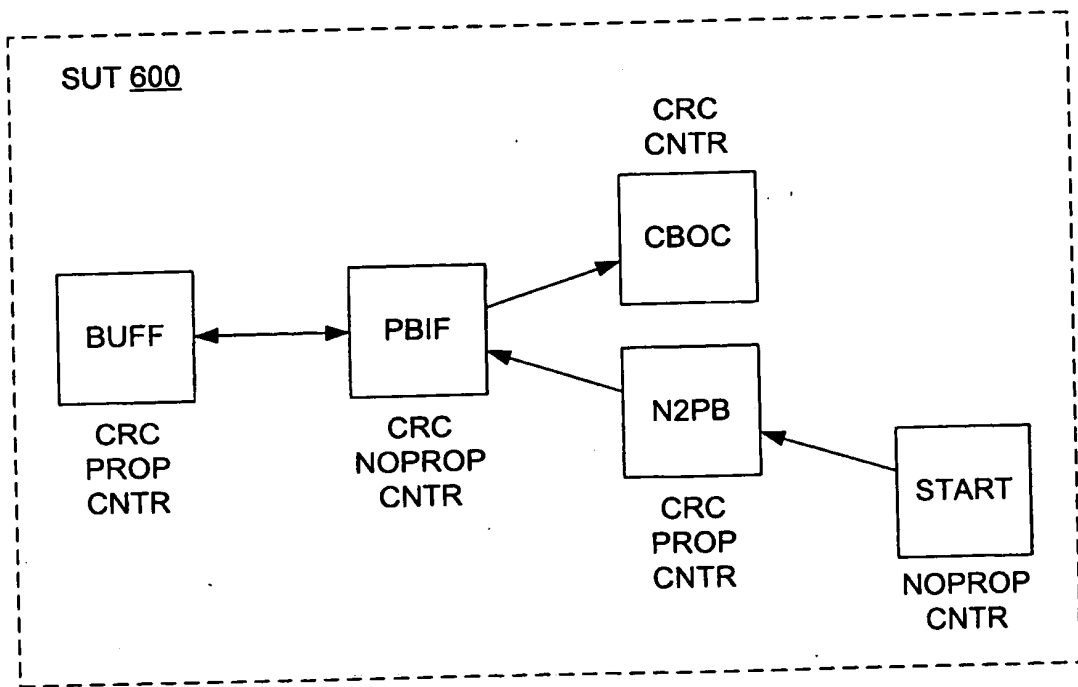 SUT 600
CRC
CNTR
CBOC
BUFF
PBIF
N2PB
START
CRC
PROP
CNTR
CRC
NOPROP
CNTR
CRC
PROP
CNTR
NOPROP
CNTR